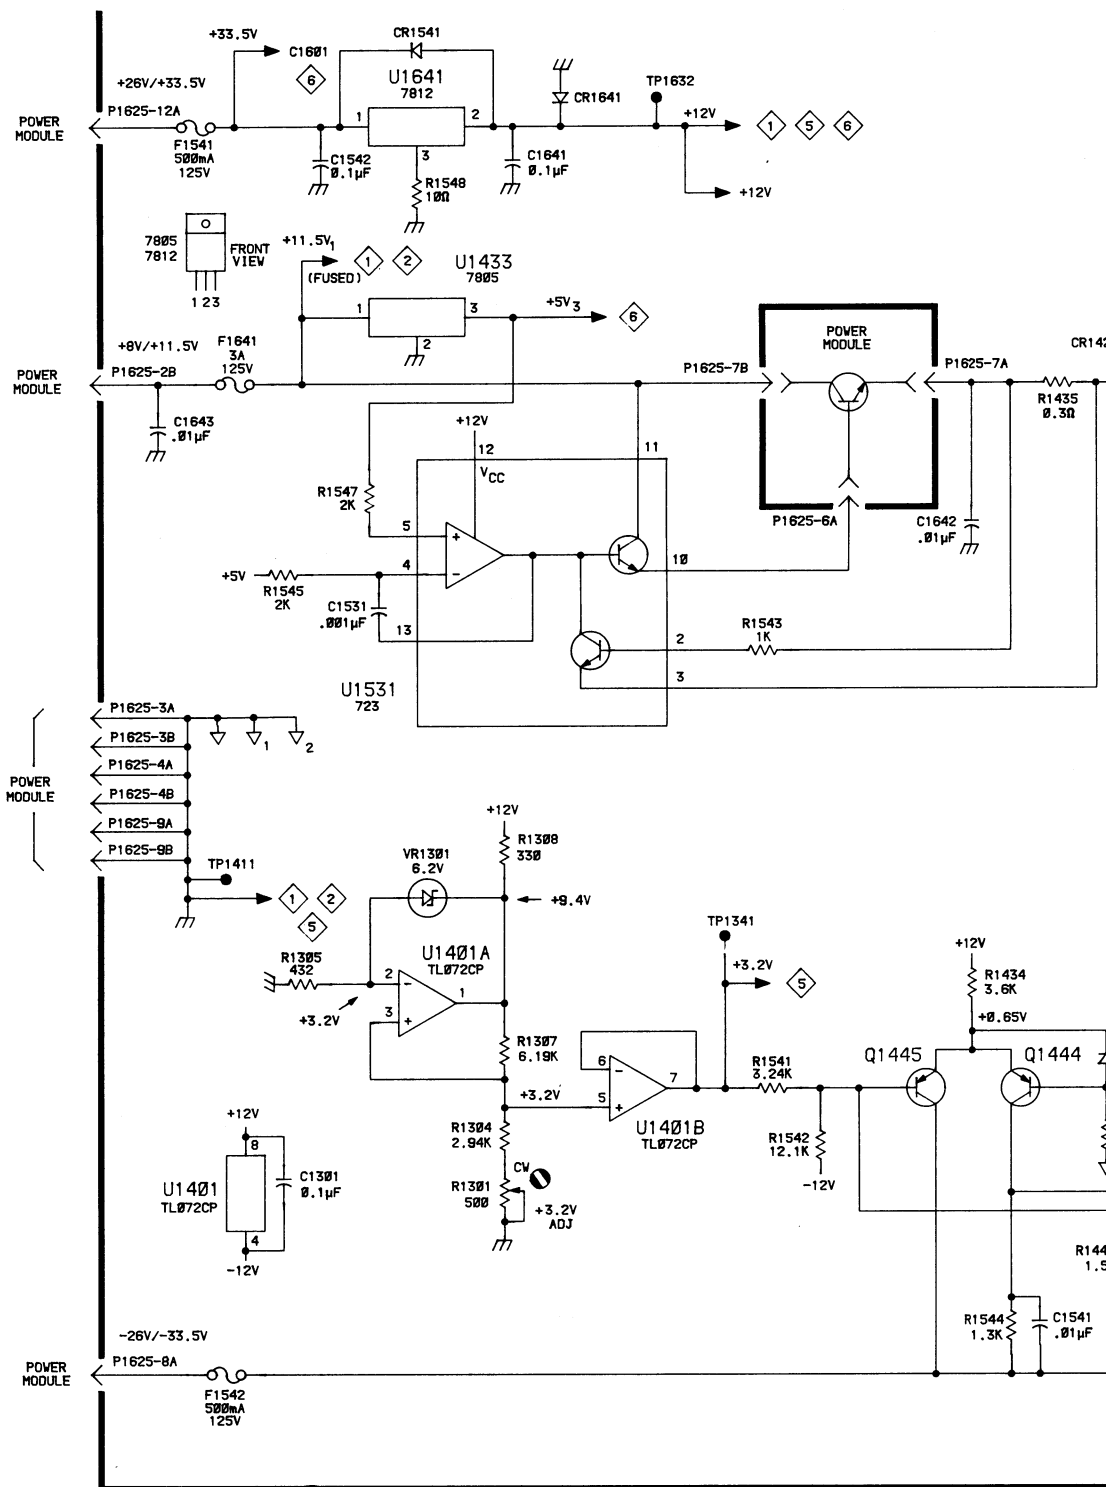 +33.5V
C1601
6
CR1541
U1641
7812
+26V/+33.5V
P1625-12A
POWER
MODULE
F1541
500mA
125V
1
2
3
C1542
0.1µF
R1548
10Ω
C1641
0.1µF
CR1641
TP1632
+12V
1
5
6
+12V
7805
7812
FRONT
VIEW
123
+11.5V1
(FUSED)
1
2
U1433
7805
1
3
2
+5V3
6
+8V/+11.5V
P1625-2B
POWER
MODULE
F1641
3A
125V
C1643
.01µF
P1625-7B
POWER
MODULE
P1625-7A
P1625-6A
R1435
0.3Ω
C1642
.01µF
+12V
12
VCC
11
R1547
2K
5
+
4
-
+5V
R1545
2K
C1531
.001µF
13
10
2
3
R1543
1K
U1531
723
P1625-3A
P1625-3B
P1625-4A
P1625-4B
P1625-9A
P1625-9B
1
2
POWER
MODULE
TP1411
1
2
5
+12V
R1308
330
VR1301
6.2V
+9.4V
U1401A
TL072CP
R1305
432
+3.2V
2
-
3
+
1
R1307
6.19K
+3.2V
R1304
2.94K
R1301
500
CW
+3.2V
ADJ
TP1341
+3.2V
5
6
-
5
+
7
U1401B
TL072CP
R1541
3.24K
R1542
12.1K
-12V
+12V
R1434
3.6K
+0.65V
Q1445
Q1444
+12V
8
U1401
TL072CP
C1301
0.1µF
4
-12V
R1544
1.3K
C1541
.01µF
-26V/-33.5V
P1625-8A
POWER
MODULE
F1542
500mA
125V